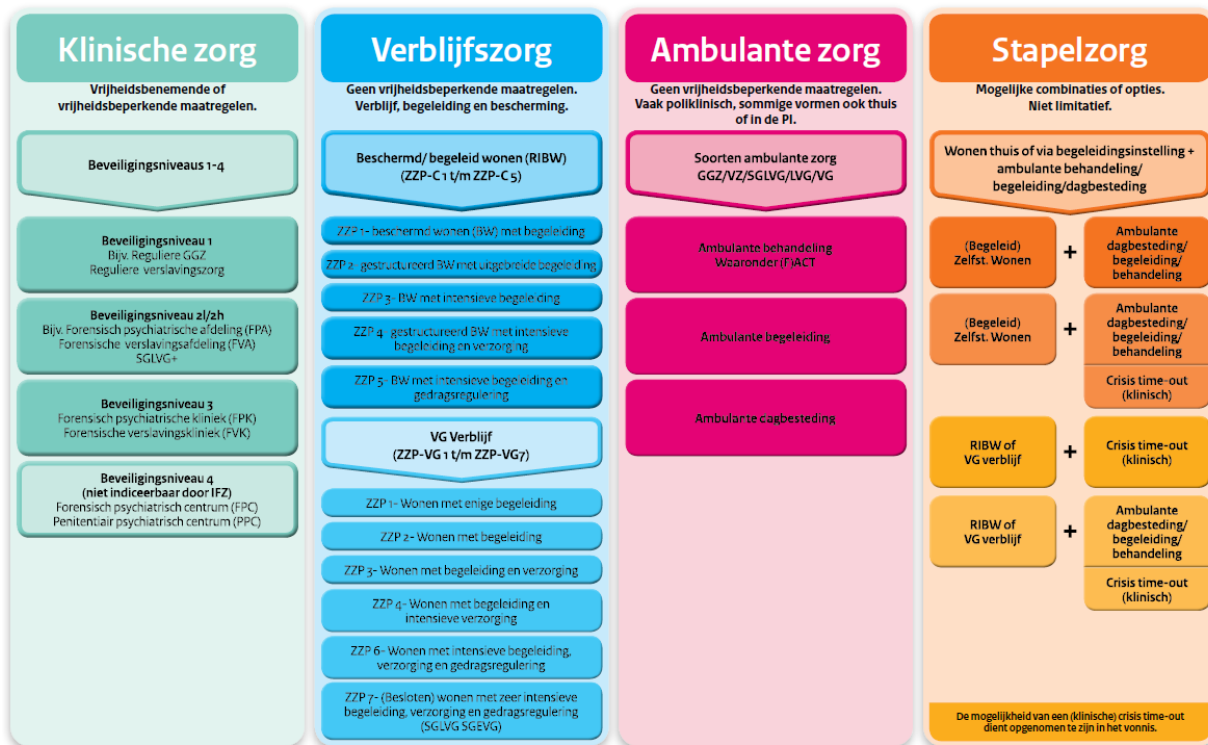 Klinische zorg
Vrijheidsbenemende of
vrijheidsbeperkende maatregelen.
Beveiligingsniveaus 1-4
Beveiligingsniveau 1
Bijv. Reguliere GGZ
Reguliere verslavingszorg
Beveiligingsniveau 2l/2h
Bijv. Forensisch psychiatrische afdeling (FPA)
Forensische verslavingsafdeling (FVA)
SGLVG+
Beveiligingsniveau 3
Forensisch psychiatrische kliniek (FPK)
Forensische verslavingskliniek (FVK)
Beveiligingsniveau 4
(niet indiceerbaar door IFZ)
Forensisch psychiatrisch centrum (FPC)
Penitentiair psychiatrisch centrum (PPC)
Verblijfszorg
Geen vrijheidsbeperkende maatregelen.
Verblijf, begeleiding en bescherming.
Beschermd/ begeleid wonen (RIBW)
(ZZP-C 1 t/m ZZP-C 5)
ZZP 1- beschermd wonen (BW) met begeleiding
ZZP 2- gestructureerd BW met uitgebreide begeleiding
ZZP 3- BW met intensieve begeleiding
ZZP 4- gestructureerd BW met intensieve
begeleiding en verzorging
ZZP 5- BW met intensieve begeleiding en
gedragsregulering
VG Verblijf
(ZZP-VG 1 t/m ZZP-VG7)
ZZP 1- Wonen met enige begeleiding
ZZP 2- Wonen met begeleiding
ZZP 3- Wonen met begeleiding en verzorging
ZZP 4- Wonen met begeleiding en
intensieve verzorging
ZZP 6- Wonen met intensieve begeleiding,
verzorging en gedragsregulering
ZZP 7- (Besloten) wonen met zeer intensieve
begeleiding, verzorging en gedragsregulering
(SGLVG SGEVG)
Ambulante zorg
Geen vrijheidsbeperkende maatregelen.
Vaak poliklinisch, sommige vormen ook thuis
of in de PI.
Soorten ambulante zorg
GGZ/VZ/SGLVG/LVG/VG
Ambulante behandeling
Waaronder (F)ACT
Ambulante begeleiding
Ambulante dagbesteding
Stapelzorg
Mogelijke combinaties of opties.
Niet limitatief.
Wonen thuis of via begeleidingsinstelling +
ambulante behandeling/
begeleiding/dagbesteding
(Begeleid)
Zelfst. Wonen
+
Ambulante
dagbesteding/
begeleiding/
behandeling
(Begeleid)
Zelfst. Wonen
+
Ambulante
dagbesteding/
begeleiding/
behandeling
Crisis time-out
(klinisch)
RIBW of
VG verblijf
+
Crisis time-out
(klinisch)
RIBW of
VG verblijf
+
Ambulante
dagbesteding/
begeleiding/
behandeling
Crisis time-out
(klinisch)
De mogelijkheid van een (klinische) crisis time-out
dient opgenomen te zijn in het vonnis.